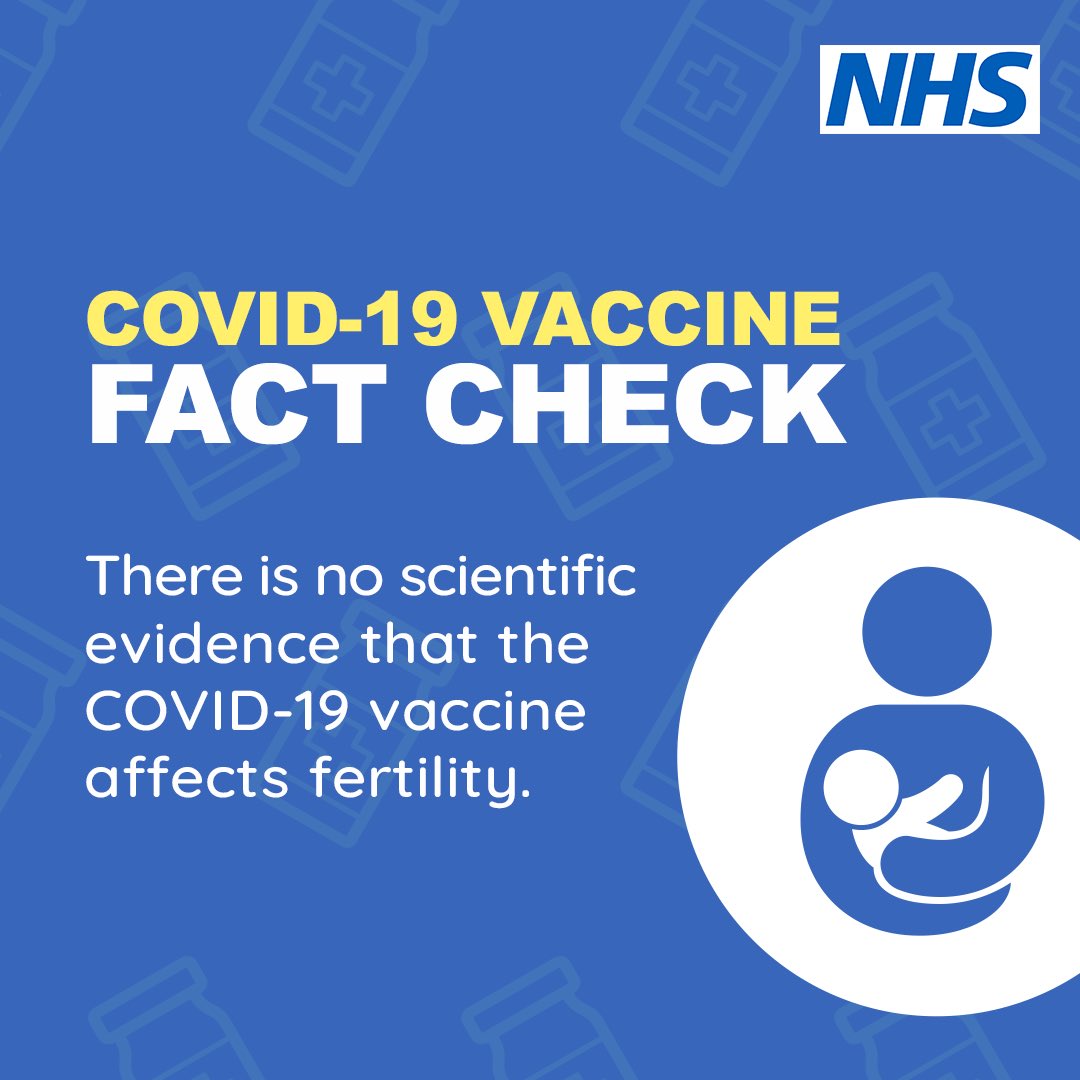 NHS
COVID-19 VACCINE
FACT CHECK
There is no scientific
evidence that the
COVID-19 vaccine
affects fertility.